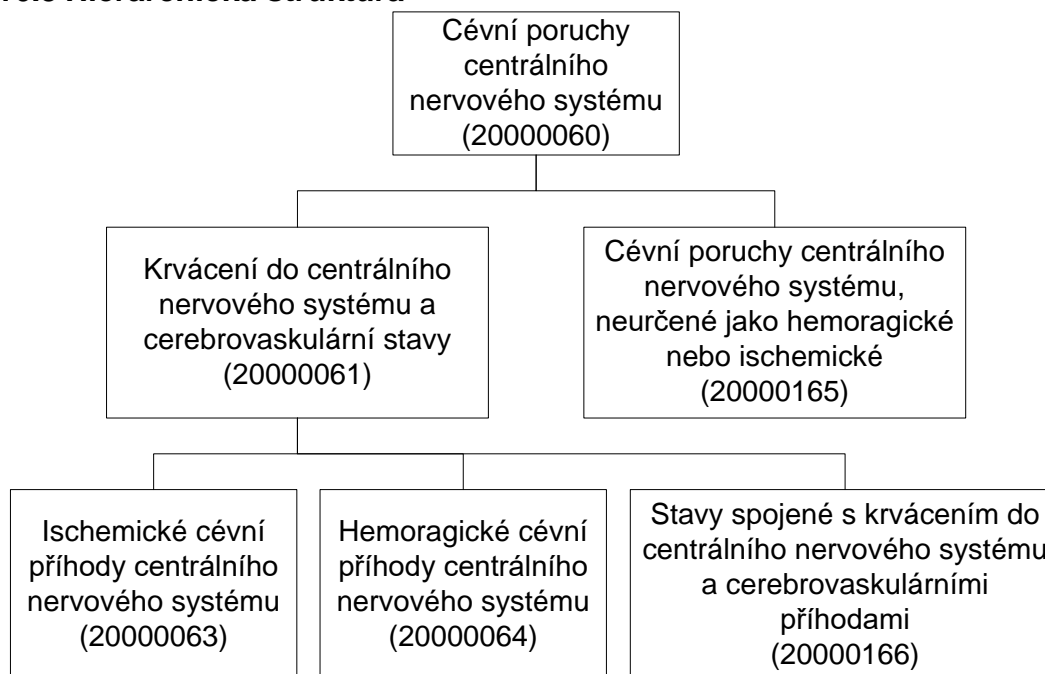 Cévní poruchy
centrálního
nervového systému
(20000060)
Krvácení do centrálního
nervového systému a
cerebrovaskulární stavy
(20000061)
Cévní poruchy centrálního
nervového systému,
neurčené jako hemoragické
nebo ischemické
(20000165)
Ischemické cévní
příhody centrálního
nervového systému
(20000063)
Hemoragické cévní
příhody centrálního
nervového systému
(20000064)
Stavy spojené s krvácením do
centrálního nervového systému
a cerebrovaskulárními
příhodami
(20000166)